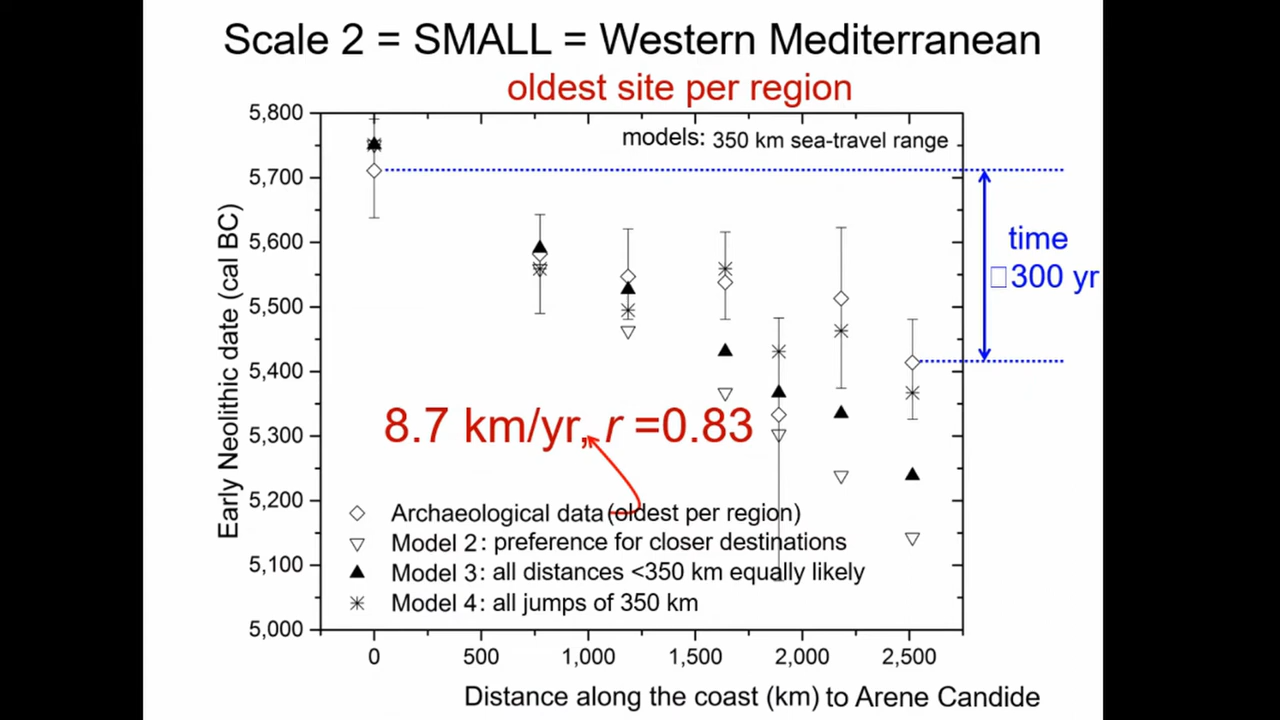 Scale 2 = SMALL = Western Mediterranean
oldest site per region
models: 350 km sea-travel range
5,800
5,700
5,600
5,500
5,400
5,300
5,200
5,100
5,000
Early Neolithic date (cal BC)
time
300 yr
8.7 km/yr, r =0.83
Archaeological data (oldest per region)
Model 2: preference for closer destinations
Model 3: all distances <350 km equally likely
Model 4: all jumps of 350 km
0 500 1,000 1,500 2,000 2,500
Distance along the coast (km) to Arene Candide